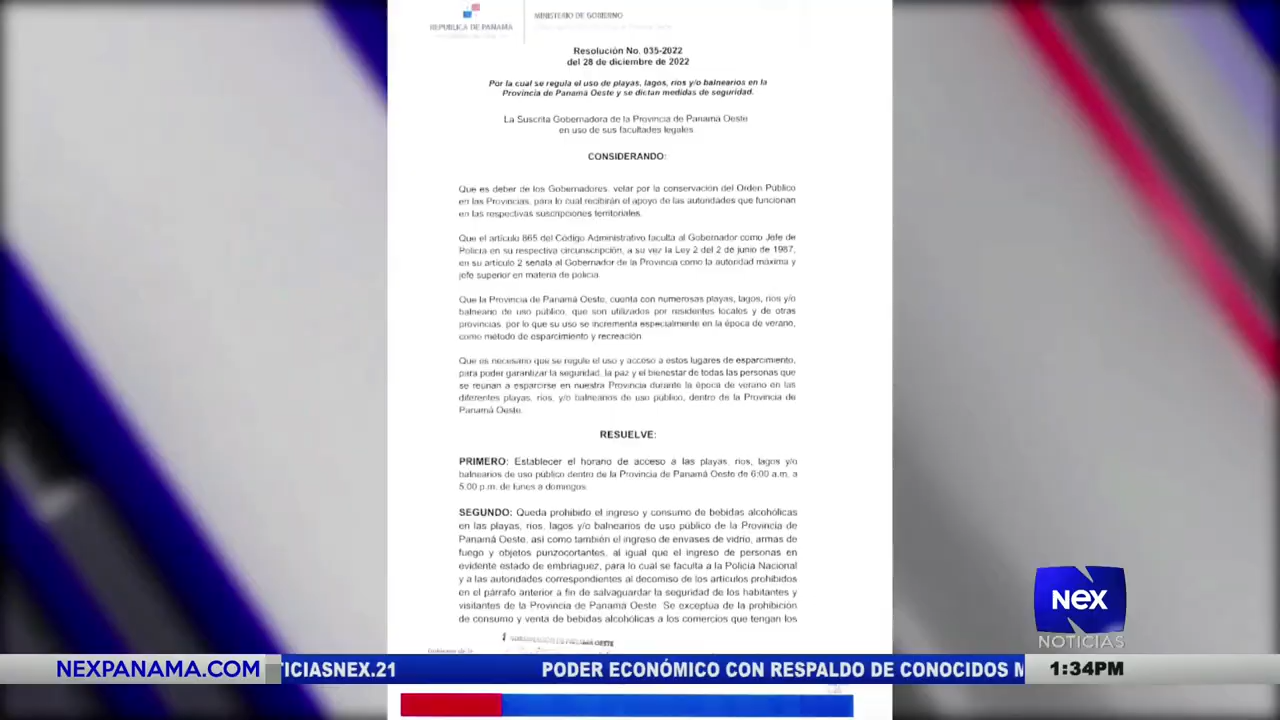 REPÚBLICA DE PANAMÁ
MINISTERIO DE GOBIERNO
Resolución No. 035-2022
del 28 de diciembre de 2022
Por la cual se regula el uso de playas, lagos, ríos y/o balnearios en la
Provincia de Panamá Oeste y se dictan medidas de seguridad.
La Suscrita Gobernadora de la Provincia de Panamá Oeste
en uso de sus facultades legales
CONSIDERANDO:
Que es deber de los Gobernadores, velar por la conservación del Orden Público
en las Provincias, para lo cual recibirán el apoyo de las autoridades que funcionan
en las respectivas suscripciones territoriales.
Que el artículo 865 del Código Administrativo faculta al Gobernador como Jefe de
Policía en su respectiva circunscripción, a su vez la Ley 2 del 2 de junio de 1987,
en su artículo 2 señala al Gobernador de la Provincia como la autoridad máxima y
jefe superior en materia de policía.
Que la Provincia de Panamá Oeste, cuenta con numerosas playas, lagos, ríos y/o
balneario de uso público, que son utilizados por residentes locales y de otras
provincias, por lo que su uso se incrementa especialmente en la época de verano,
como método de esparcimiento y recreación
Que es necesario que se regule el uso y acceso a estos lugares de esparcimiento,
para poder garantizar la seguridad, la paz y el bienestar de todas las personas que
se reúnan a esparcirse en nuestra Provincia durante la época de verano en las
diferentes playas, ríos, y/o balnearios de uso público, dentro de la Provincia de
Panamá Oeste.
RESUELVE:
PRIMERO: Establecer el horario de acceso a las playas, ríos, lagos y/o
balnearios de uso público dentro de la Provincia de Panamá Oeste de 6:00 a.m. a
5:00 p.m. de lunes a domingos.
SEGUNDO: Queda prohibido el ingreso y consumo de bebidas alcohólicas
en las playas, ríos, lagos y/o balnearios de uso público de la Provincia de
Panamá Oeste, así como también el ingreso de envases de vidrio, armas de
fuego y objetos punzocortantes, al igual que el ingreso de personas en
evidente estado de embriaguez, para lo cual se faculta a la Policía Nacional
y a las autoridades correspondientes al decomiso de los artículos prohibidos
en el párrafo anterior a fin de salvaguardar la seguridad de los habitantes y
visitantes de la Provincia de Panamá Oeste. Se exceptúa de la prohibición
de consumo y venta de bebidas alcohólicas a los comercios que tengan los
nex
NOTICIAS
NEXPANAMA.COM
TICIASNEX.21
PODER ECONÓMICO CON RESPALDO DE CONOCIDOS M
1:34PM